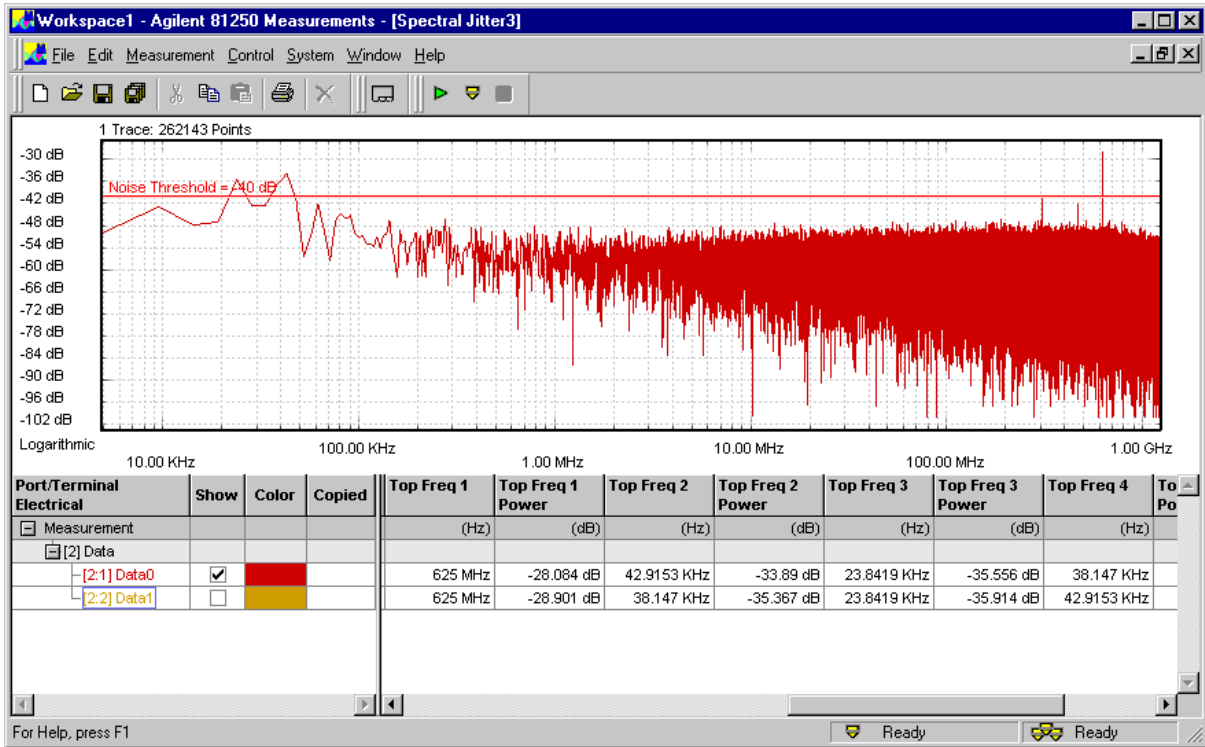 Workspace1 - Agilent 81250 Measurements - [Spectral Jitter3]
File Edit Measurement Control System Window Help
1 Trace: 262143 Points
-30 dB
-36 dB
-42 dB
-48 dB
-54 dB
-60 dB
-66 dB
-72 dB
-78 dB
-84 dB
-90 dB
-96 dB
-102 dB
Noise Threshold = -40 dB
Logarithmic
10.00 KHz 100.00 KHz 1.00 MHz 10.00 MHz 100.00 MHz 1.00 GHz
Port/Terminal Electrical Show Color Copied Top Freq 1 Top Freq 1 Power Top Freq 2 Top Freq 2 Power Top Freq 3 Top Freq 3 Power Top Freq 4
Measurement (Hz) (dB) (Hz) (dB) (Hz) (dB) (Hz)
[2] Data
[2:1] Data0 625 MHz -28.084 dB 42.9153 KHz -33.89 dB 23.8419 KHz -35.556 dB 38.147 KHz
[2:2] Data1 625 MHz -28.901 dB 38.147 KHz -35.367 dB 23.8419 KHz -35.914 dB 42.9153 KHz
For Help, press F1 Ready Ready